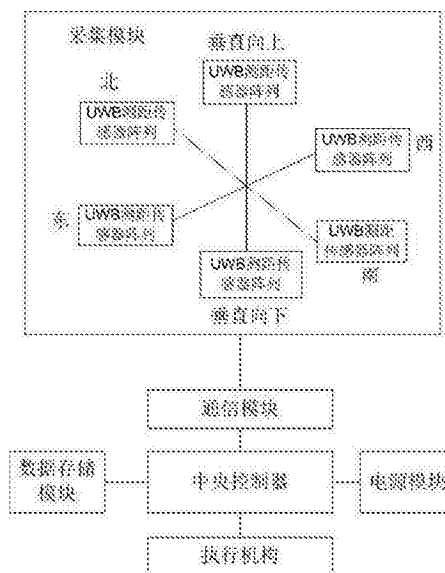 采集模块
垂直向上
UWB测距传
感器阵列
北
UWB测距传
感器阵列
UWB测距传
感器阵列
西
东
UWB测距传
感器阵列
UWB测距
传感器阵列
南
UWB测距传
感器阵列
垂直向下
通信模块
数据存储
模块
中央控制器
电源模块
执行机构